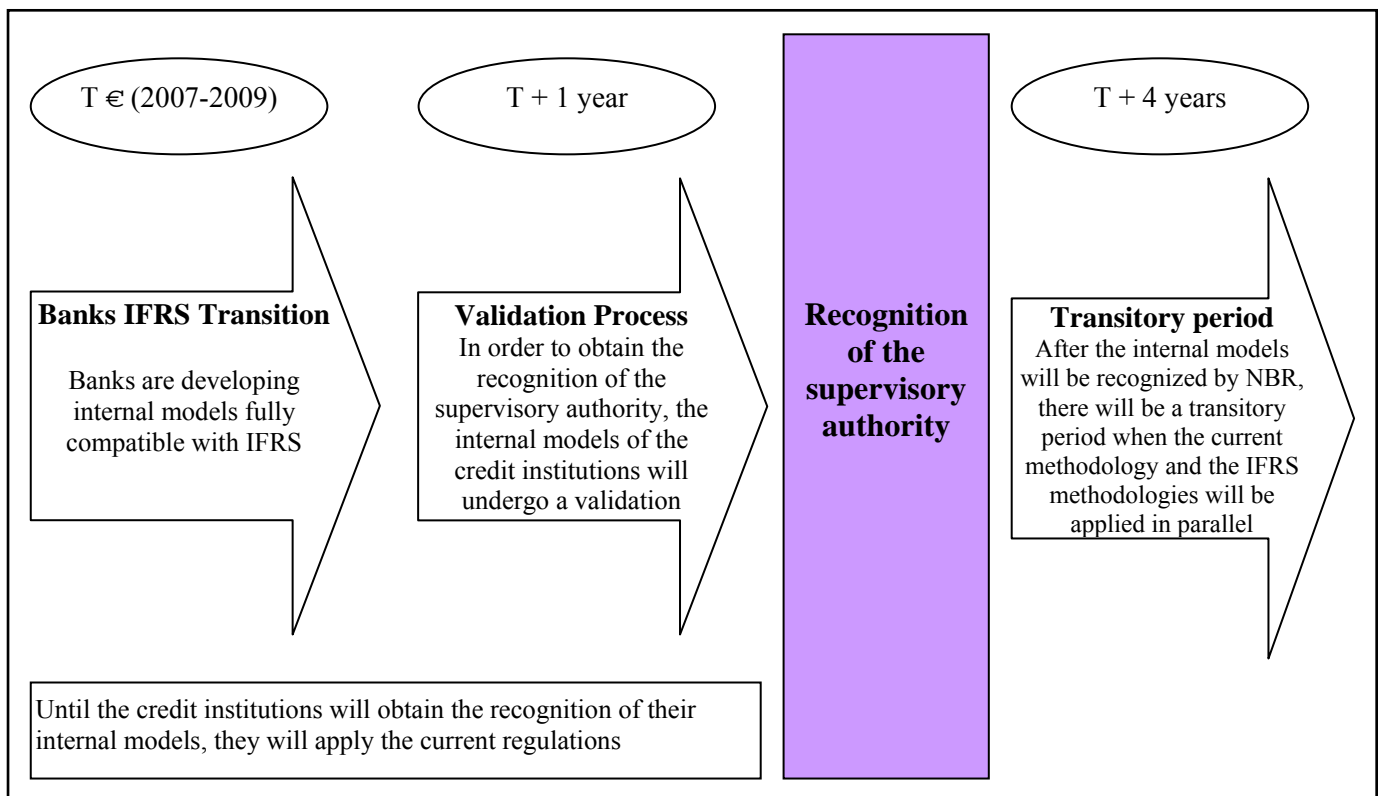 T € (2007-2009)
T + 1 year
T + 4 years
Banks IFRS Transition
Banks are developing
internal models fully
compatible with IFRS
Validation Process
In order to obtain the
recognition of the
supervisory authority, the
internal models of the
credit institutions will
undergo a validation
Recognition
of the
supervisory
authority
Transitory period
After the internal models
will be recognized by NBR,
there will be a transitory
period when the current
methodology and the IFRS
methodologies will be
applied in parallel
Until the credit institutions will obtain the recognition of their
internal models, they will apply the current regulations